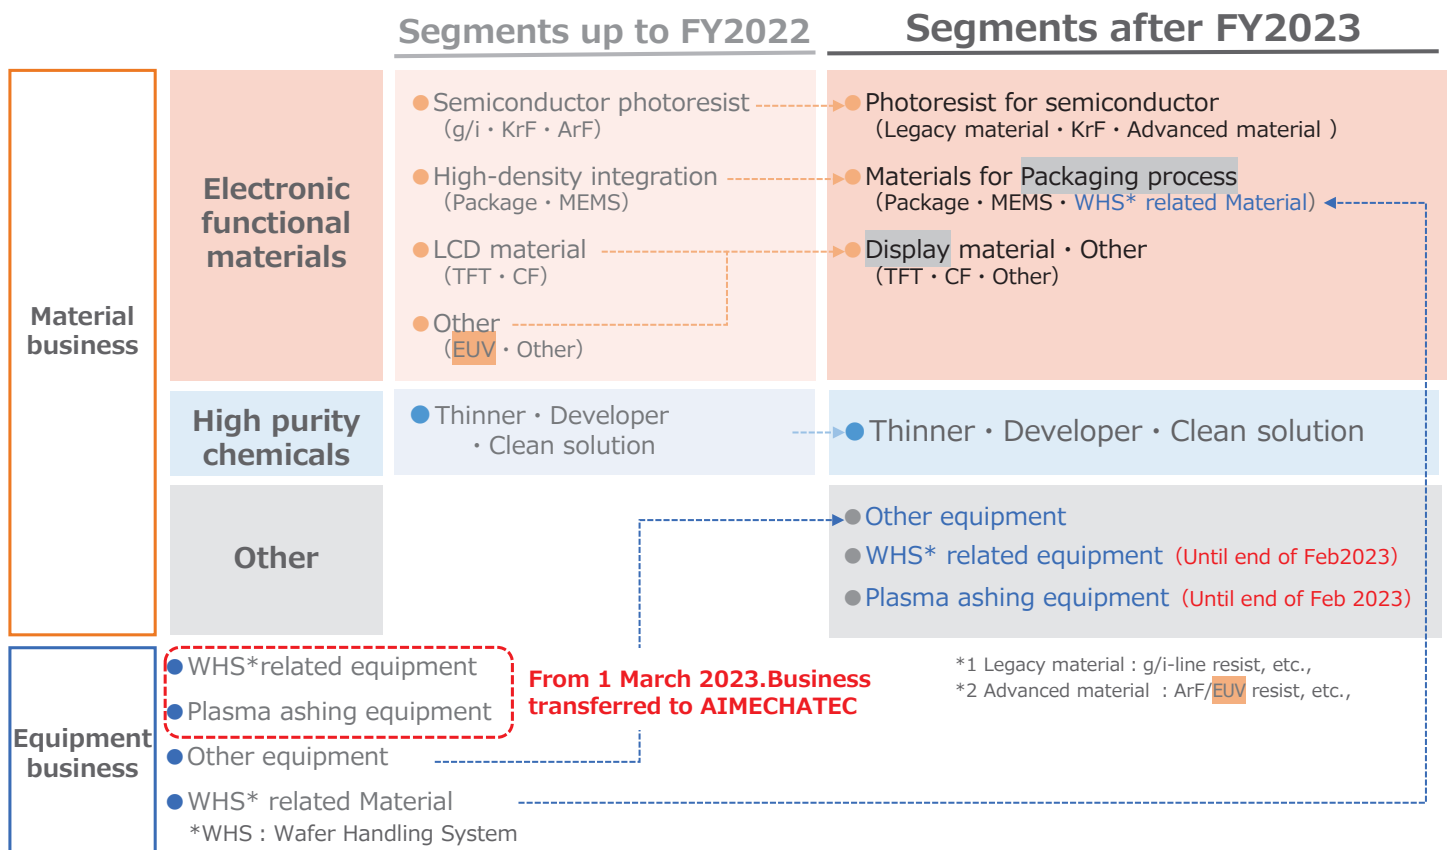 Segments up to FY2022
Segments after FY2023
Material
business
Electronic
functional
materials
Semiconductor photoresist
（g/i・KrF・ArF）
High-density integration
（Package・MEMS）
LCD material
（TFT・CF）
Other
（EUV・Other）
Photoresist for semiconductor
（Legacy material・KrF・Advanced material ）
Materials for Packaging process
（Package・MEMS・WHS* related Material）
Display material・Other
（TFT・CF・Other）
High purity
chemicals
Thinner・Developer
・Clean solution
Thinner・Developer・Clean solution
Other
Other equipment
WHS* related equipment（Until end of Feb2023）
Plasma ashing equipment（Until end of Feb 2023）
Equipment
business
WHS*related equipment
Plasma ashing equipment
Other equipment
WHS* related Material
*WHS : Wafer Handling System
From 1 March 2023.Business
transferred to AIMECHATEC
*1 Legacy material : g/i-line resist, etc.,
*2 Advanced material : ArF/EUV resist, etc.,